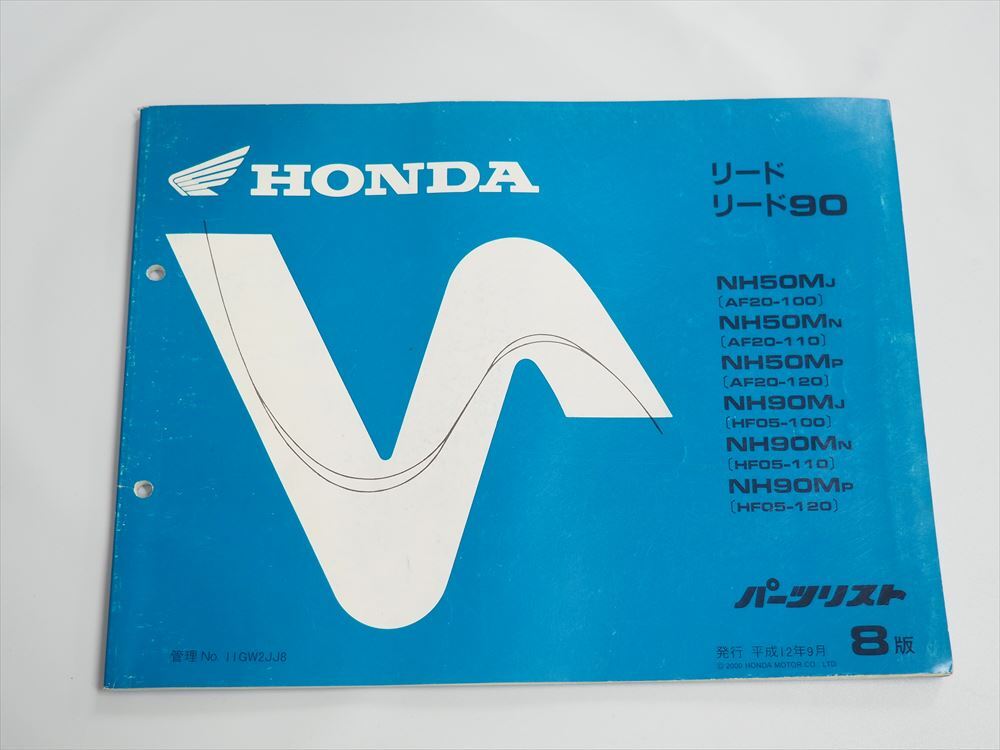 HONDA
リード
リード90
NH50MJ
〔AF20-100〕
NH50MN
〔AF20-110〕
NH50MP
〔AF20-120〕
NH90MJ
〔HF05-100〕
NH90MN
〔HF05-110〕
NH90MP
〔HF05-120〕
パーツリスト
管理 No. 11GW2JJ8
発行 平成12年9月 8版
© 2000 HONDA MOTOR CO., LTD